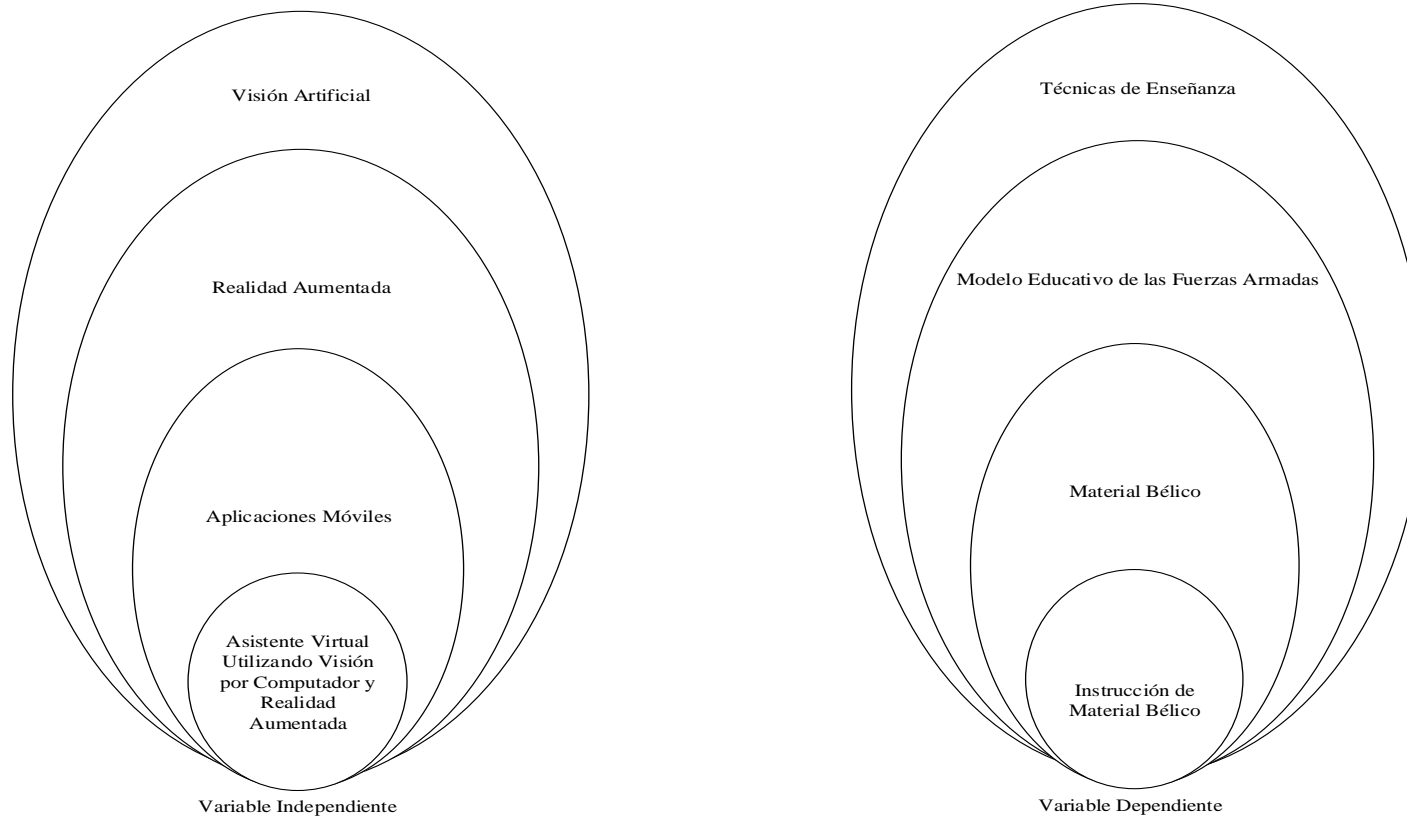 Visión Artificial
Realidad Aumentada
Aplicaciones Móviles
Asistente Virtual
Utilizando Visión
por Computador y
Realidad
Aumentada
Variable Independiente
Técnicas de Enseñanza
Modelo Educativo de las Fuerzas Armadas
Material Bélico
Instrucción de
Material Bélico
Variable Dependiente